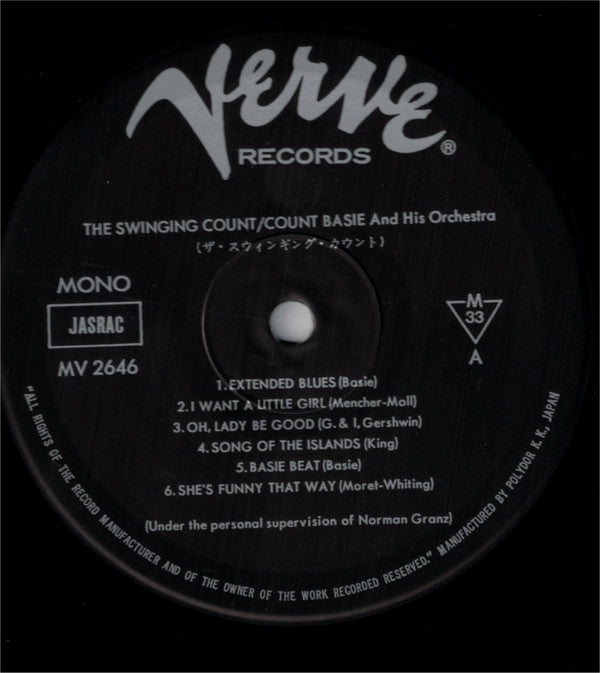 Verve
RECORDS ®
THE SWINGING COUNT/COUNT BASIE And His Orchestra
(ザ・スウィンギング・カウント)
MONO
JASRAC
MV 2646
M
33
A
1. EXTENDED BLUES (Basie)
2. I WANT A LITTLE GIRL (Mencher-Moll)
3. OH, LADY BE GOOD (G. & I. Gershwin)
4. SONG OF THE ISLANDS (King)
5. BASIE BEAT (Basie)
6. SHE'S FUNNY THAT WAY (Moret-Whiting)
(Under the personal supervision of Norman Granz)
"ALL RIGHTS OF THE RECORD MANUFACTURER AND OF THE OWNER OF THE WORK RECORDED RESERVED." MANUFACTURED BY POLYDOR K. K., JAPAN